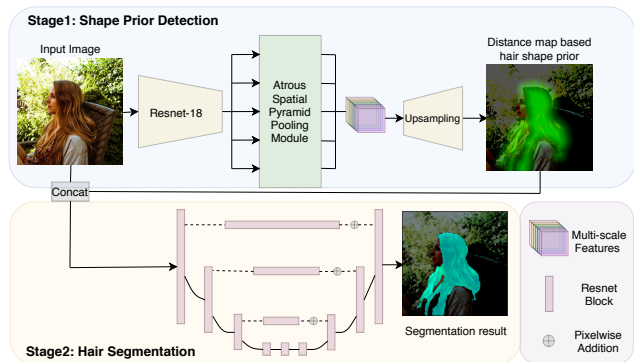 Stage1: Shape Prior Detection
Input Image
Resnet-18
Atrous
Spatial
Pyramid
Pooling
Module
Upsampling
Distance map based
hair shape prior
Concat
Segmentation result
Stage2: Hair Segmentation
Multi-scale
Features
Resnet
Block
Pixelwise
Addition